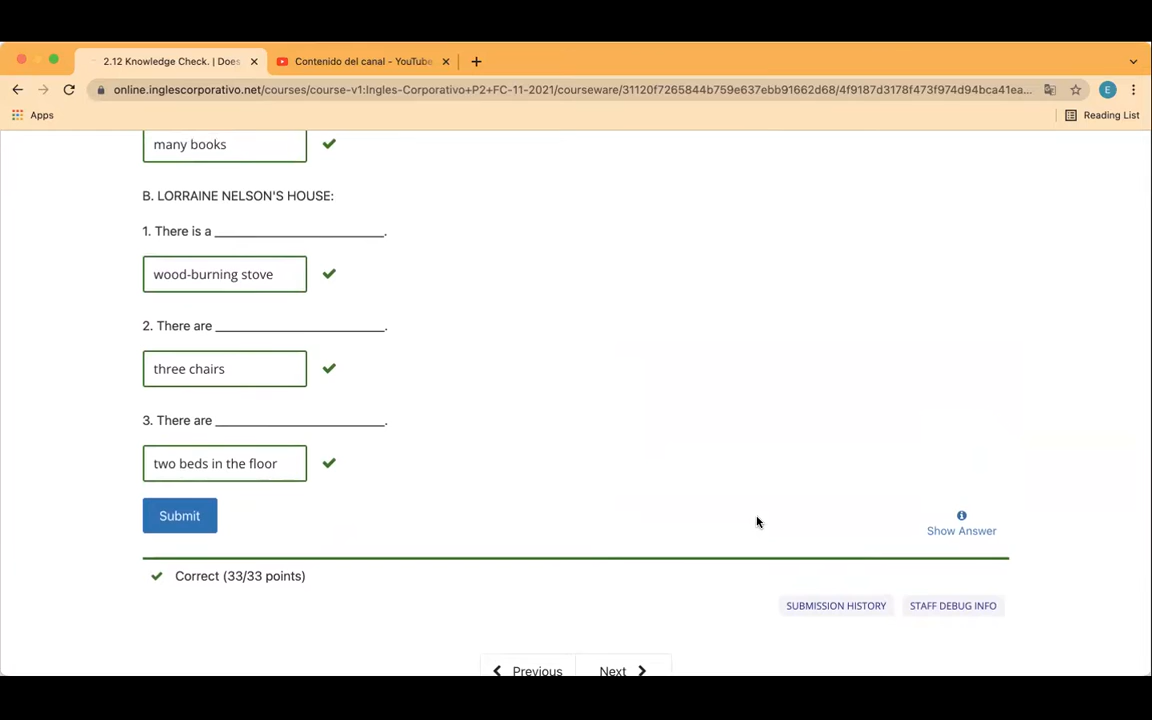 2.12 Knowledge Check. | Does
Contenido del canal - YouTube
online.inglescorporativo.net/courses/course-v1:Ingles-Corporativo+P2+FC-11-2021/courseware/31120f7265844b759e637ebb91662d68/4f9187d3178f473f974d94bca41ea...
E
Apps
Reading List
many books
B. LORRAINE NELSON'S HOUSE:
1. There is a ________________________.
wood-burning stove
2. There are ________________________.
three chairs
3. There are ________________________.
two beds in the floor
Submit
Show Answer
Correct (33/33 points)
SUBMISSION HISTORY
STAFF DEBUG INFO
Previous
Next